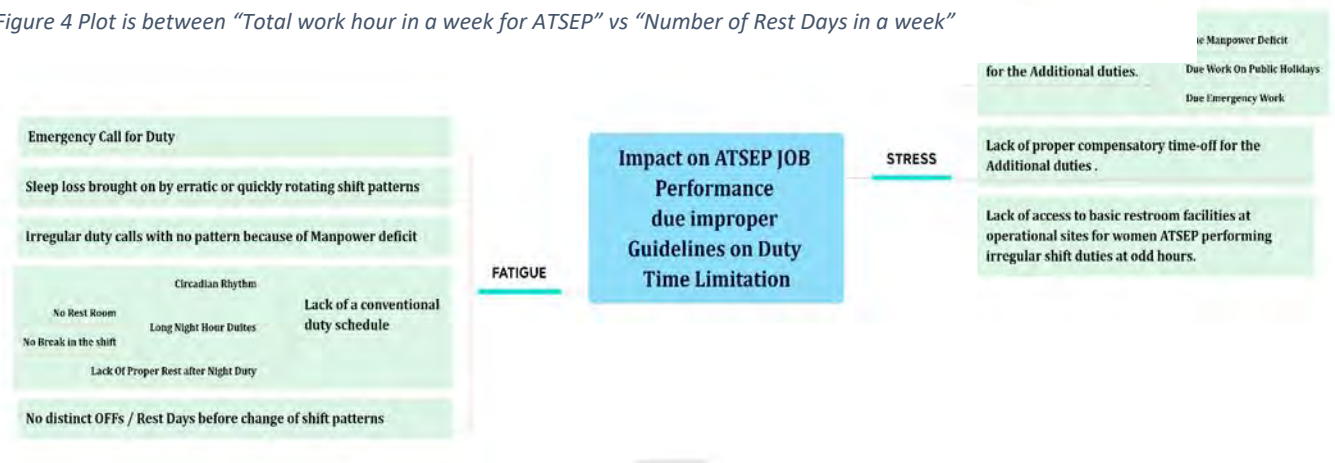 Figure 4 Plot is between “Total work hour in a week for ATSEP” vs “Number of Rest Days in a week”
Emergency Call for Duty
Sleep loss brought on by erratic or quickly rotating shift patterns
Irregular duty calls with no pattern because of Manpower deficit
Circadian Rhythm
No Rest Room
Long Night Hour Duites
No Break in the shift
Lack Of Proper Rest after Night Duty
Lack of a conventional
duty schedule
No distinct OFFs / Rest Days before change of shift patterns
FATIGUE
Impact on ATSEP JOB
Performance
due improper
Guidelines on Duty
Time Limitation
STRESS
for the Additional duties.
Manpower Deficit
Due Work On Public Holidays
Due Emergency Work
Lack of proper compensatory time-off for the
Additional duties .
Lack of access to basic restroom facilities at
operational sites for women ATSEP performing
irregular shift duties at odd hours.